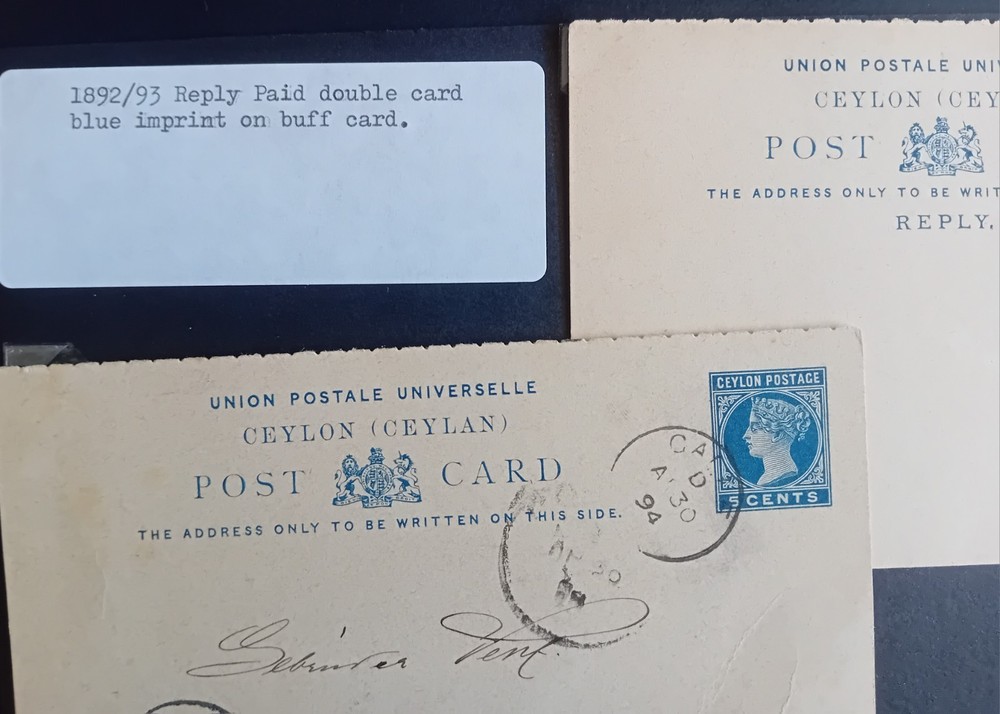 1892/93 Reply Paid double card
blue imprint on buff card.
UNION POSTALE UNI
CEYLON (CEY
POST
THE ADDRESS ONLY TO BE WRIT
REPLY.
UNION POSTALE UNIVERSELLE
CEYLON (CEYLAN)
POST CARD
THE ADDRESS ONLY TO BE WRITTEN ON THIS SIDE.
CEYLON POSTAGE
5 CENTS
D
30
94
Gebrüder